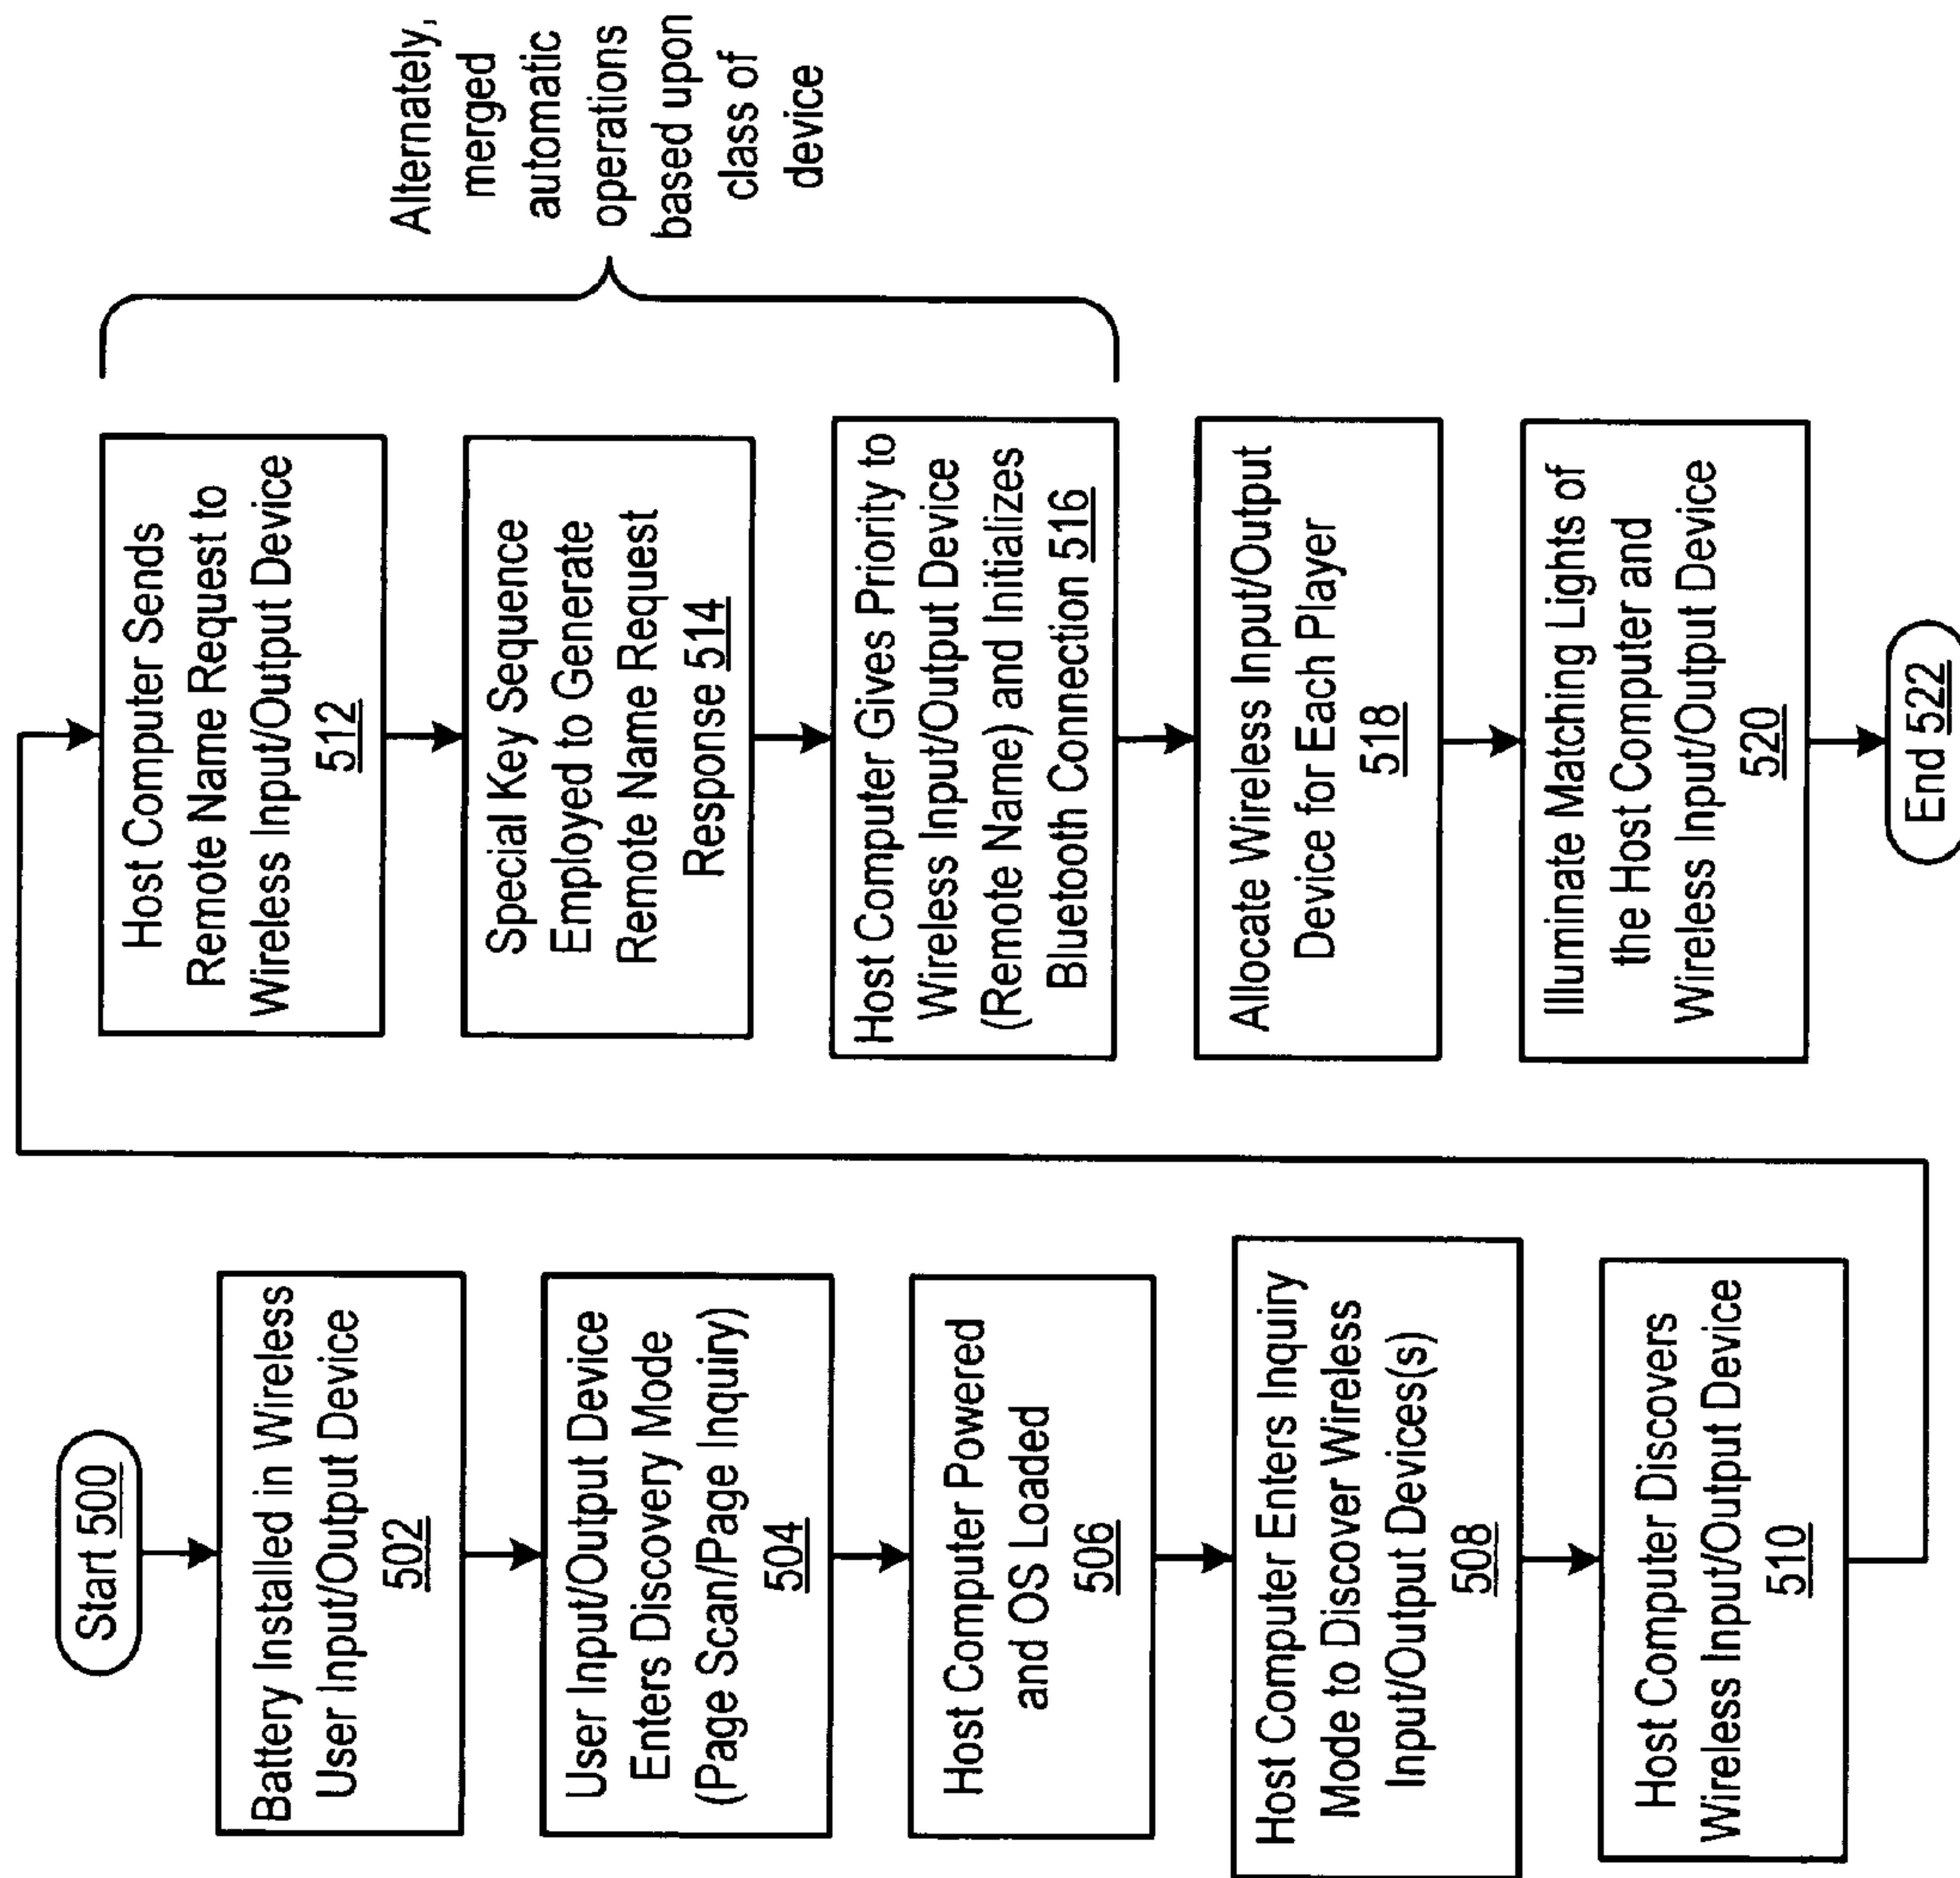 Start 500
Battery Installed in Wireless
User Input/Output Device
502
User Input/Output Device
Enters Discovery Mode
(Page Scan/Page Inquiry)
504
Host Computer Powered
and OS Loaded
506
Host Computer Enters Inquiry
Mode to Discover Wireless
Input/Output Devices(s)
508
Host Computer Discovers
Wireless Input/Output Device
510
Host Computer Sends
Remote Name Request to
Wireless Input/Output Device
512
Special Key Sequence
Employed to Generate
Remote Name Request
Response 514
Host Computer Gives Priority to
Wireless Input/Output Device
(Remote Name) and Initializes
Bluetooth Connection 516
Allocate Wireless Input/Output
Device for Each Player
518
Illuminate Matching Lights of
the Host Computer and
Wireless Input/Output Device
520
End 522
Alternately,
merged
automatic
operations
based upon
class of
device